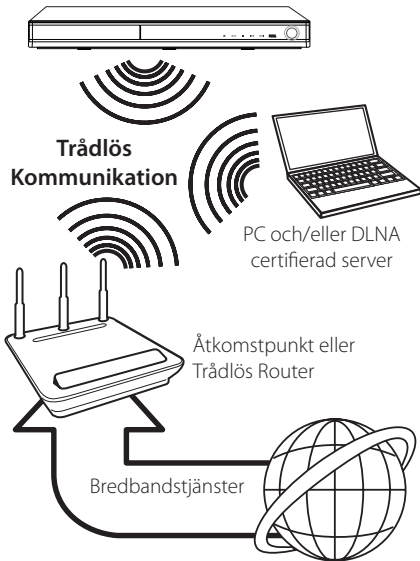 Trådlös
Kommunikation
PC och/eller DLNA
certifierad server
Åtkomstpunkt eller
Trådlös Router
Bredbandstjänster